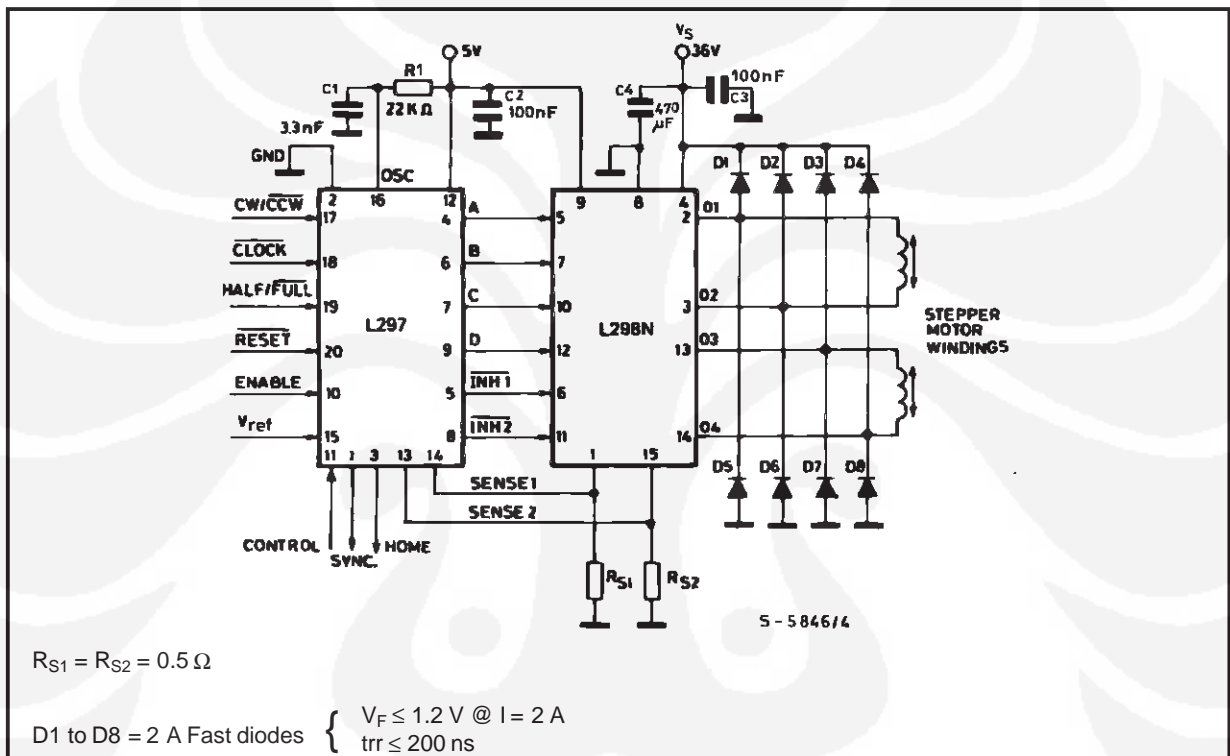 5V
VS
36V
R1
C1
22KΩ
3.3nF
C2
100nF
C4
470
µF
100nF
C3
GND
OSC
2
16
12
9
8
4
D1
D2
D3
D4
CW/CCW
17
4
A
5
2
O1
CLOCK
18
6
B
7
HALF/FULL
19
7
C
10
3
O2
L297
L298N
STEPPER
MOTOR
WINDINGS
RESET
20
9
D
12
13
O3
ENABLE
10
5
INH1
6
Vref
15
8
INH2
11
14
O4
11
1
3
13
14
1
15
D5
D6
D7
D8
SENSE1
SENSE 2
CONTROL
SYNC.
HOME
RS1
RS2
S-5846/4
RS1 = RS2 = 0.5 Ω
D1 to D8 = 2 A Fast diodes { VF ≤ 1.2 V @ I = 2 A
trr ≤ 200 ns